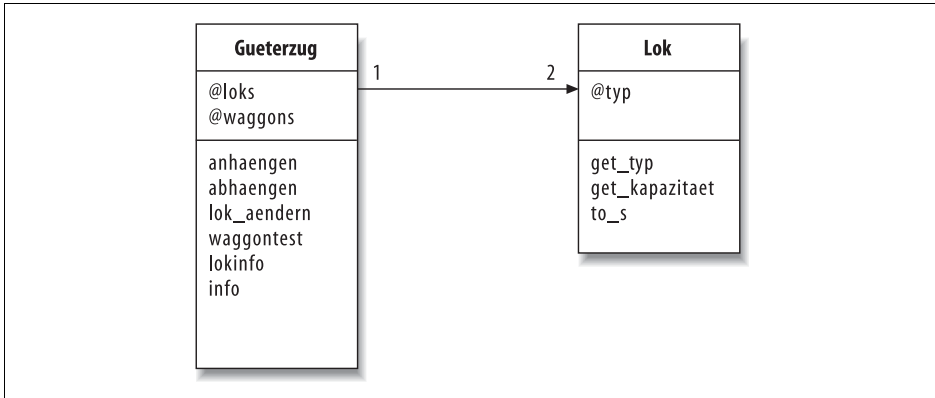 Gueterzug
@loks
@waggons
anhaengen
abhaengen
lok_aendern
waggontest
lokinfo
info
1
2
Lok
@typ
get_typ
get_kapazitaet
to_s